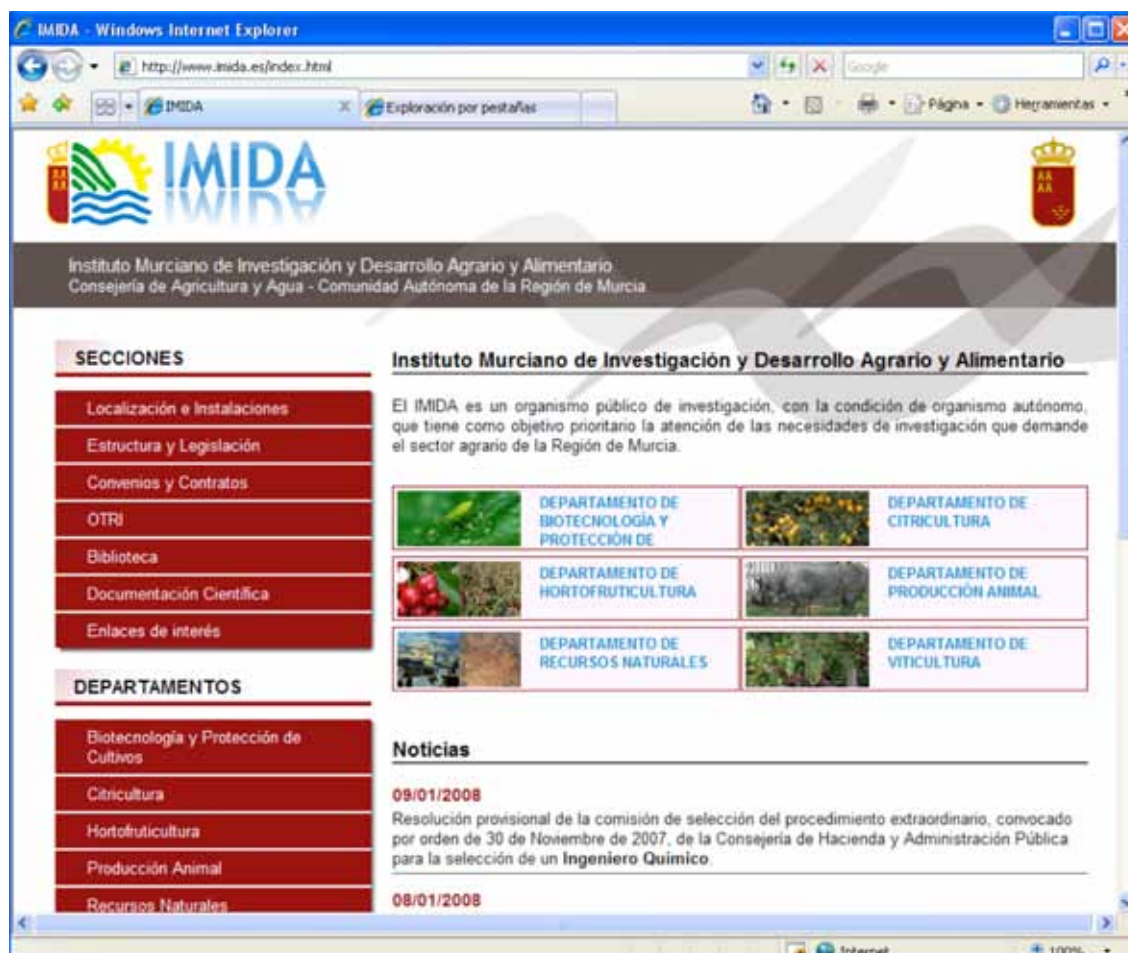 IMIDA - Windows Internet Explorer
http://www.imida.es/index.html
Google
IMIDA
Exploración por pestañas
Página
Herramientas
IMIDA
Instituto Murciano de Investigación y Desarrollo Agrario y Alimentario
Consejería de Agricultura y Agua - Comunidad Autónoma de la Región de Murcia
SECCIONES
Localización e Instalaciones
Estructura y Legislación
Convenios y Contratos
OTRI
Biblioteca
Documentación Científica
Enlaces de interés
DEPARTAMENTOS
Biotecnología y Protección de
Cultivos
Citricultura
Hortofruticultura
Producción Animal
Recursos Naturales
Instituto Murciano de Investigación y Desarrollo Agrario y Alimentario
El IMIDA es un organismo público de investigación, con la condición de organismo autónomo,
que tiene como objetivo prioritario la atención de las necesidades de investigación que demande
el sector agrario de la Región de Murcia.
DEPARTAMENTO DE
BIOTECNOLOGÍA Y
PROTECCIÓN DE
DEPARTAMENTO DE
CITRICULTURA
DEPARTAMENTO DE
HORTOFRUTICULTURA
DEPARTAMENTO DE
PRODUCCIÓN ANIMAL
DEPARTAMENTO DE
RECURSOS NATURALES
DEPARTAMENTO DE
VITICULTURA
Noticias
09/01/2008
Resolución provisional de la comisión de selección del procedimiento extraordinario, convocado
por orden de 30 de Noviembre de 2007, de la Consejería de Hacienda y Administración Pública
para la selección de un Ingeniero Quimico.
08/01/2008
Internet
100%